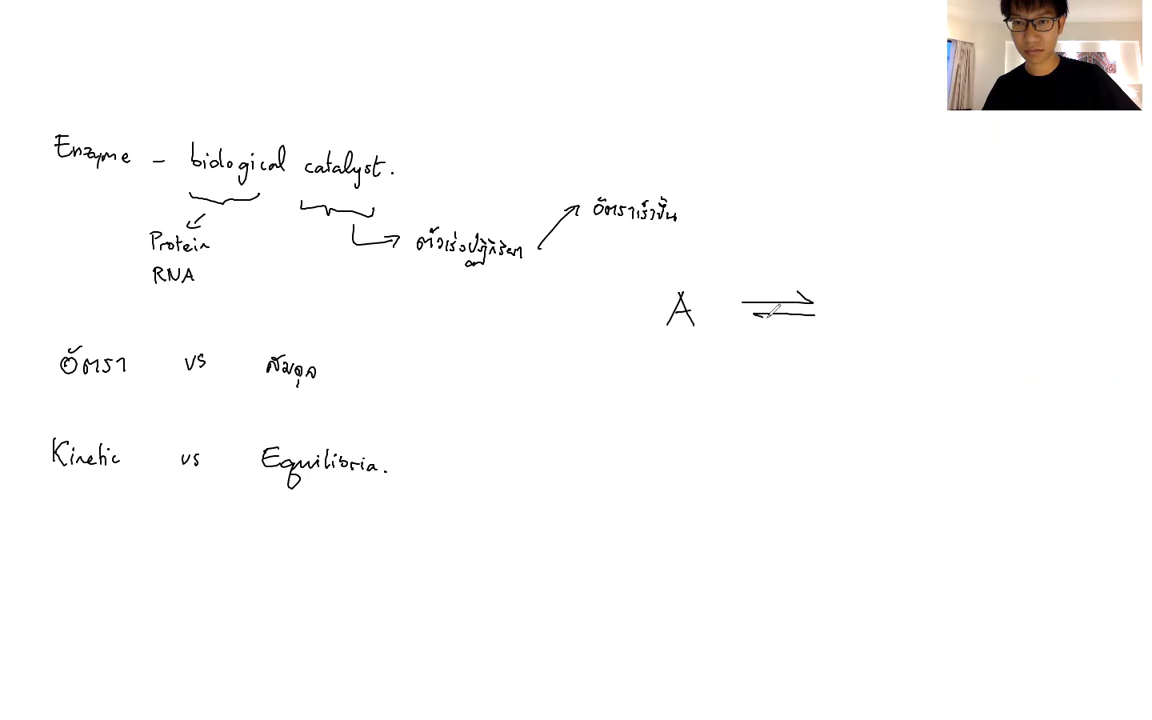 Enzyme - biological catalyst.
Protein
RNA
ตัวเร่งปฏิกิริยา
อัตราเร็วขึ้น
A ⇌
อัตรา vs สมดุล
Kinetic vs Equilibria.